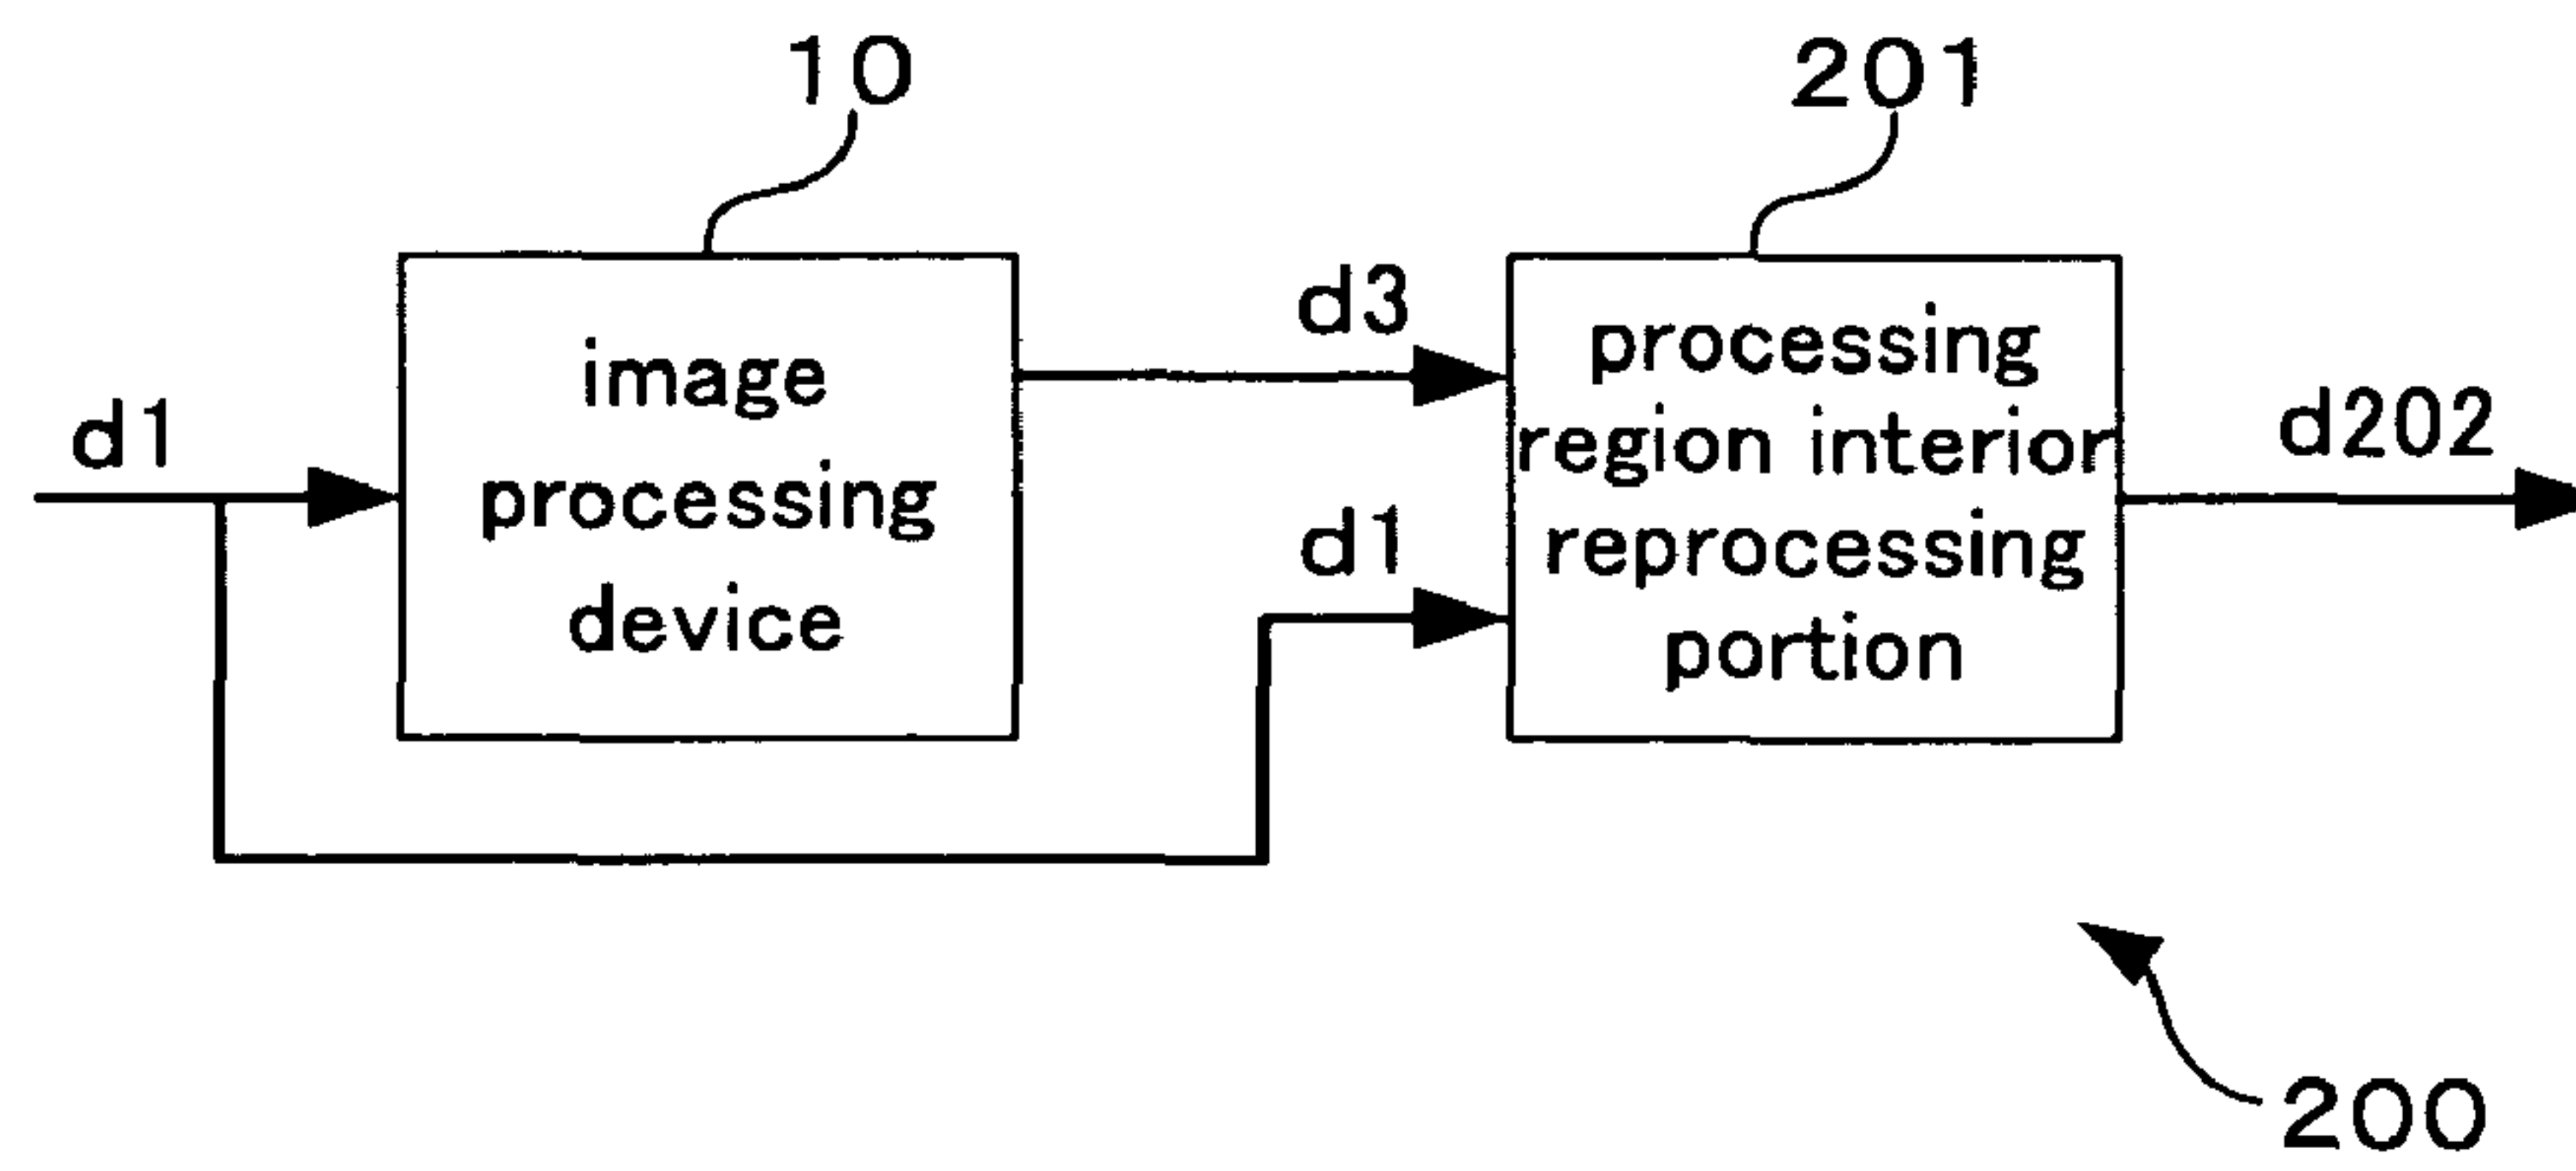 10
201
d1
image
processing
device
d3
d1
processing
region interior
reprocessing
portion
d202
200